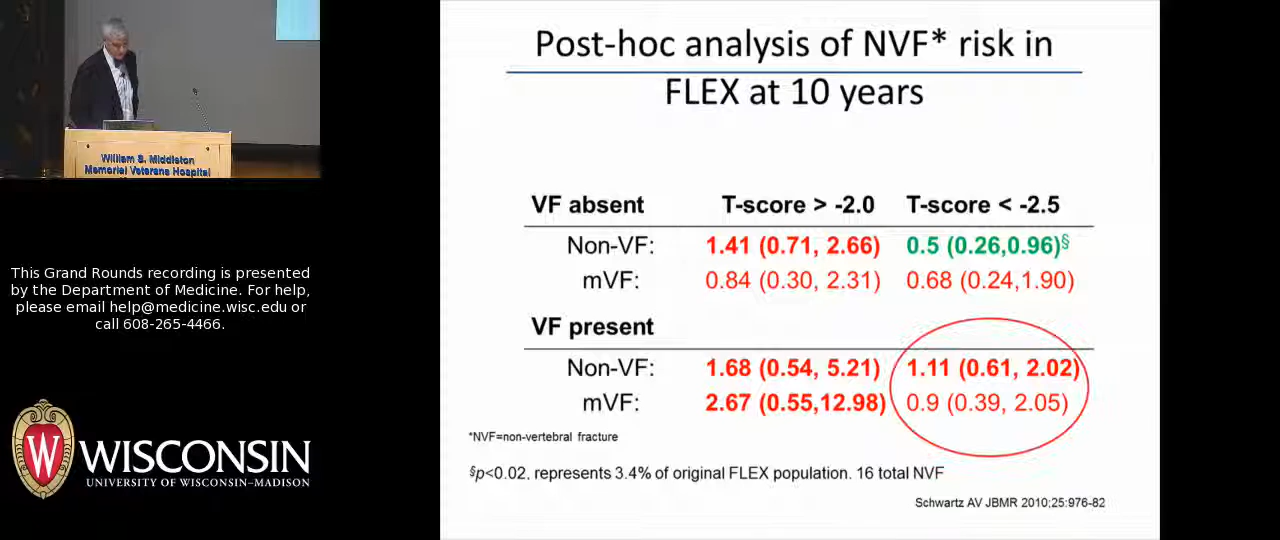 William S. Middleton
Memorial Veterans Hospital
This Grand Rounds recording is presented
by the Department of Medicine. For help,
please email help@medicine.wisc.edu or
call 608-265-4466.
W
WISCONSIN
UNIVERSITY OF WISCONSIN–MADISON
Post-hoc analysis of NVF* risk in
FLEX at 10 years
VF absent T-score > -2.0 T-score < -2.5
Non-VF: 1.41 (0.71, 2.66) 0.5 (0.26,0.96)§
mVF: 0.84 (0.30, 2.31) 0.68 (0.24,1.90)
VF present
Non-VF: 1.68 (0.54, 5.21) 1.11 (0.61, 2.02)
mVF: 2.67 (0.55,12.98) 0.9 (0.39, 2.05)
*NVF=non-vertebral fracture
§p<0.02, represents 3.4% of original FLEX population. 16 total NVF
Schwartz AV JBMR 2010;25:976-82